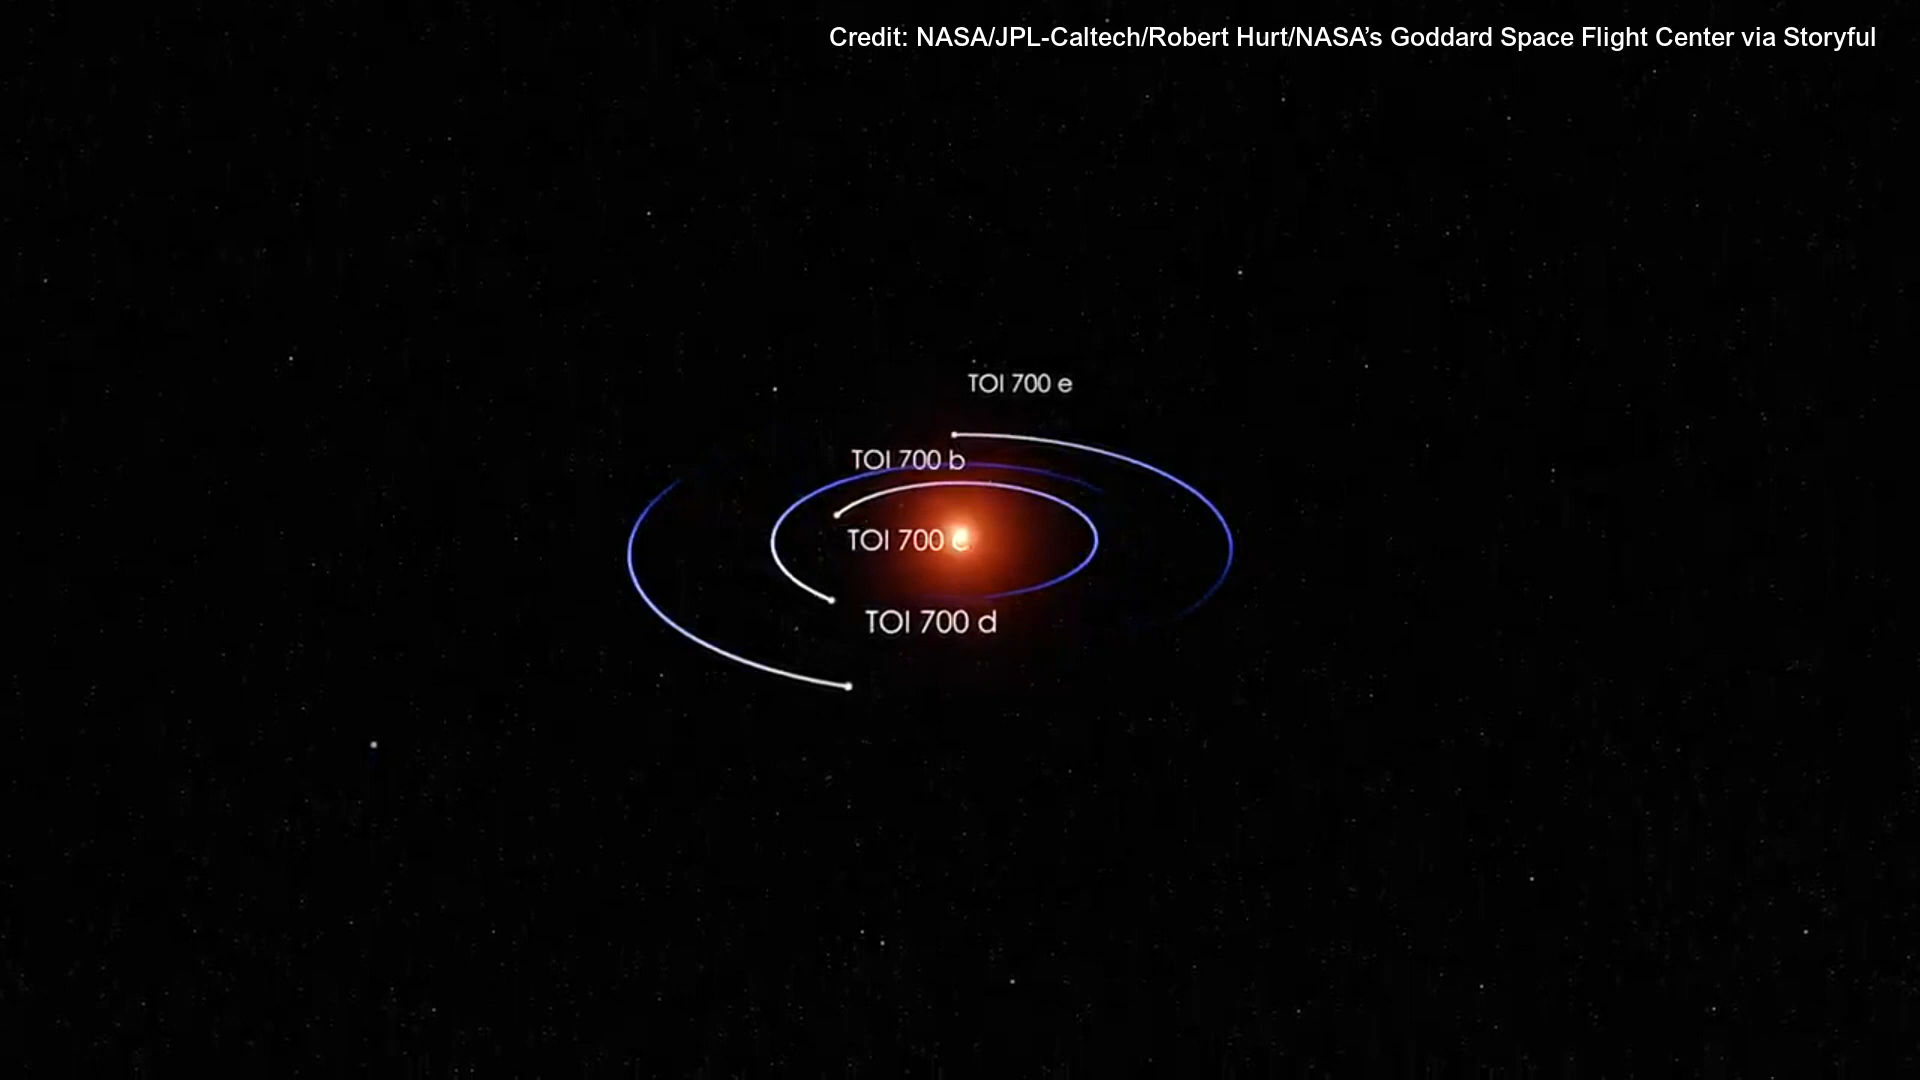 Credit: NASA/JPL-Caltech/Robert Hurt/NASA’s Goddard Space Flight Center via Storyful
TOI 700 e
TOI 700 b
TOI 700 c
TOI 700 d